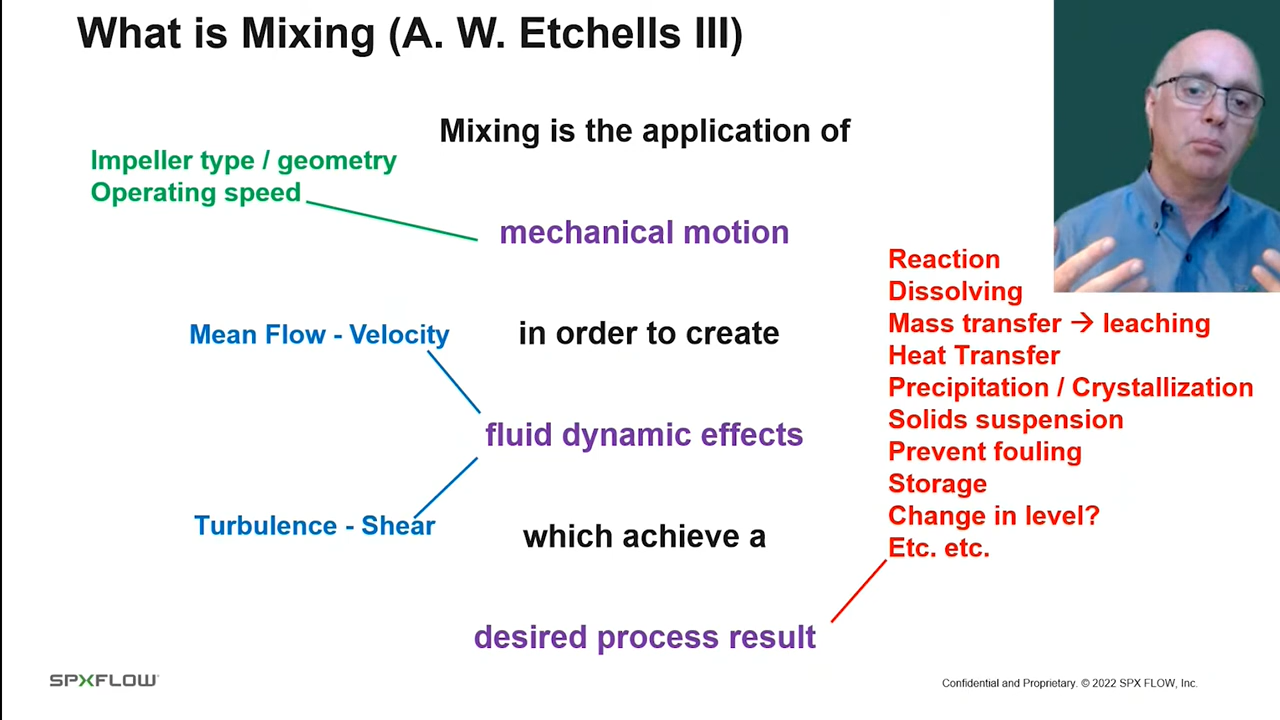 What is Mixing (A. W. Etchells III)
Mixing is the application of
Impeller type / geometry
Operating speed
mechanical motion
Reaction
Dissolving
Mass transfer → leaching
Heat Transfer
Precipitation / Crystallization
Solids suspension
Prevent fouling
Storage
Change in level?
Etc. etc.
Mean Flow - Velocity
in order to create
fluid dynamic effects
Turbulence - Shear
which achieve a
desired process result
SPXFLOW
Confidential and Proprietary. © 2022 SPX FLOW, Inc.